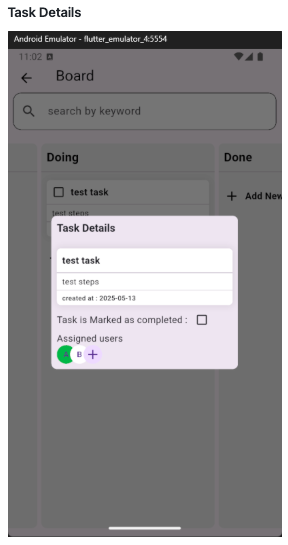 Task Details
Android Emulator - flutter_emulator_4:5554
11:02
Board
search by keyword
Doing
Done
test task
+ Add New
test steps
Task Details
test task
test steps
created at : 2025-05-13
Task is Marked as completed :
Assigned users
A B +